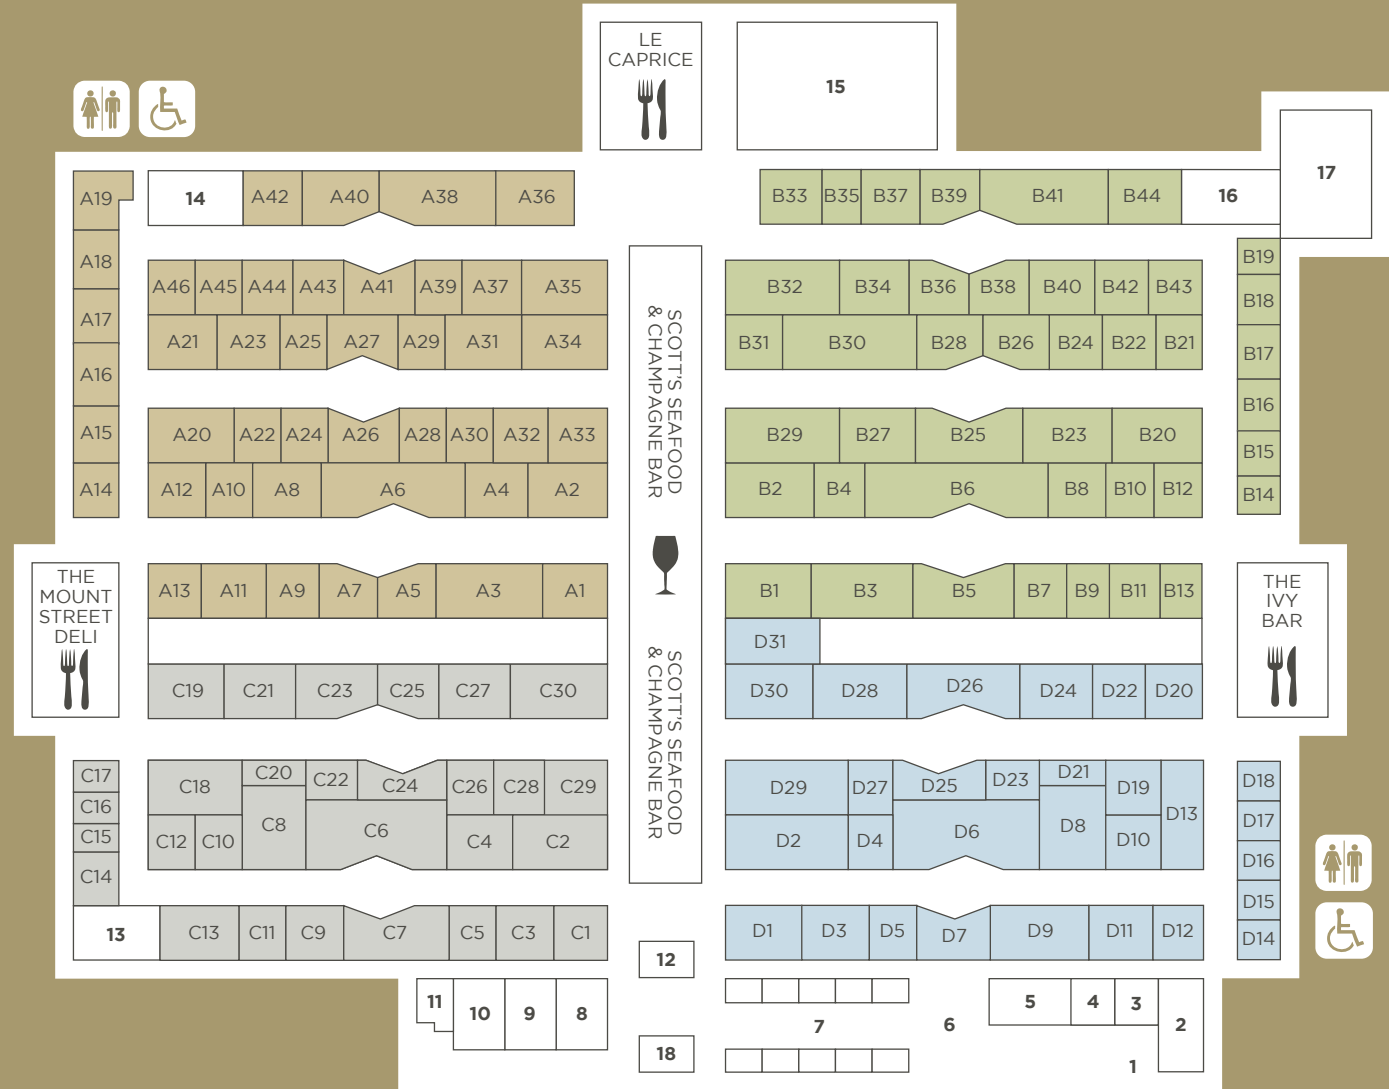 LE
CAPRICE
15
17
A19
14
A42
A40
A38
A36
B33
B35
B37
B39
B41
B44
16
A18
B19
A46
A45
A44
A43
A41
A39
A37
A35
B32
B34
B36
B38
B40
B42
B43
B18
A17
A21
A23
A25
A27
A29
A31
A34
B31
B30
B28
B26
B24
B22
B21
B17
A16
SCOTT'S SEAFOOD
& CHAMPAGNE BAR
B16
A15
A20
A22
A24
A26
A28
A30
A32
A33
B29
B27
B25
B23
B20
B15
A14
A12
A10
A8
A6
A4
A2
B2
B4
B6
B8
B10
B12
B14
THE
MOUNT
STREET
DELI
A13
A11
A9
A7
A5
A3
A1
B1
B3
B5
B7
B9
B11
B13
THE
IVY
BAR
D31
SCOTT'S SEAFOOD
& CHAMPAGNE BAR
C19
C21
C23
C25
C27
C30
D30
D28
D26
D24
D22
D20
C17
C16
C15
C14
C18
C20
C22
C24
C26
C28
C29
D29
D27
D25
D23
D21
D19
D13
D18
D17
C12
C10
C8
C6
C4
C2
D2
D4
D6
D8
D10
D16
D15
D14
13
C13
C11
C9
C7
C5
C3
C1
12
D1
D3
D5
D7
D9
D11
D12
11
10
9
8
18
7
6
5
4
3
2
1